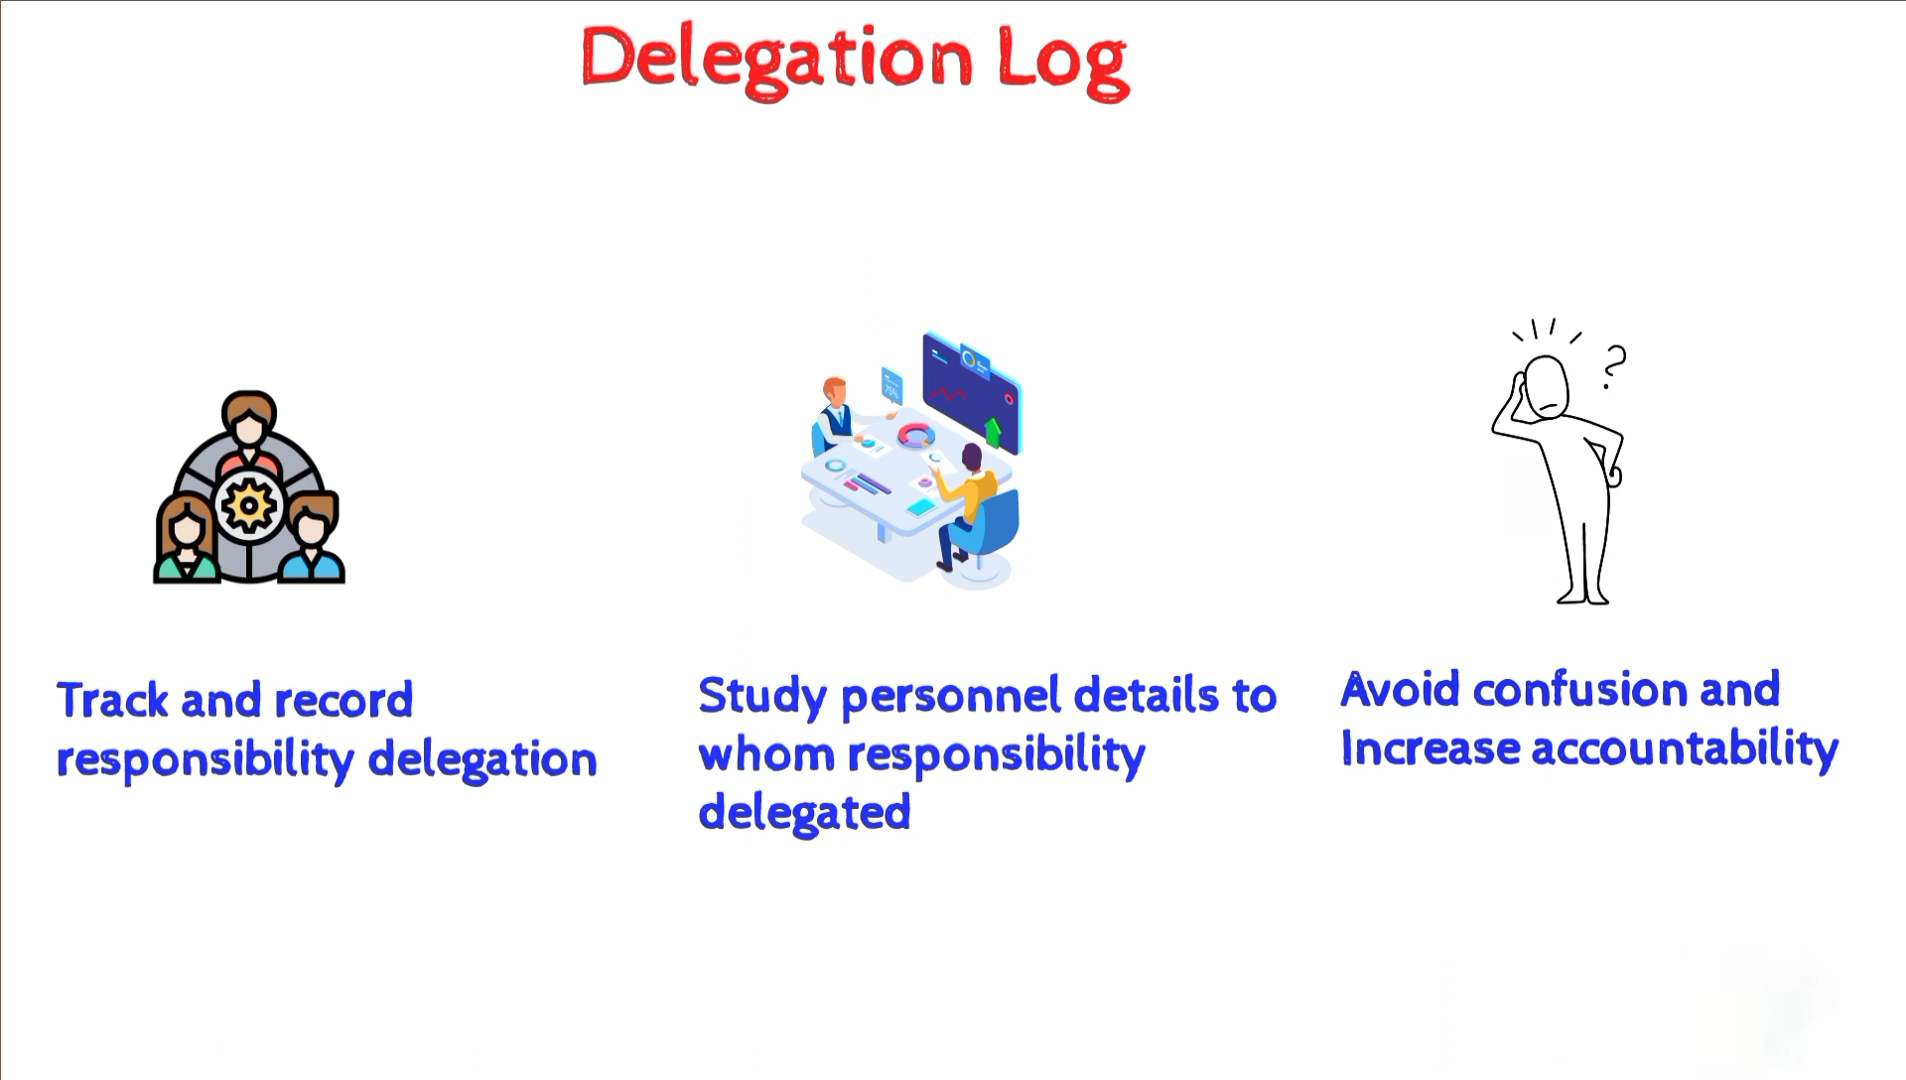 Delegation Log
Track and record
responsibility delegation
Study personnel details to
whom responsibility
delegated
Avoid confusion and
Increase accountability
?